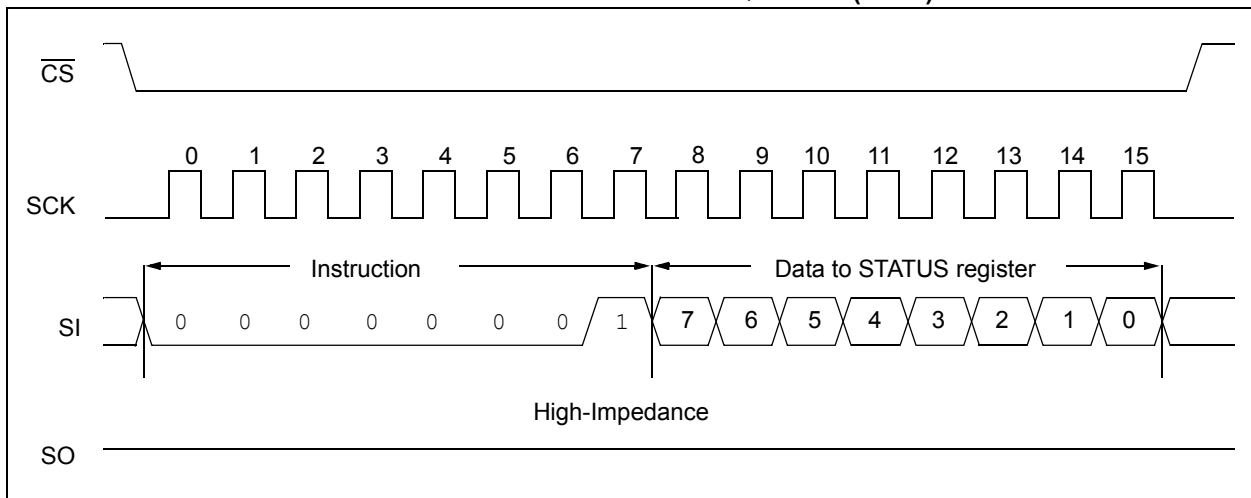 CS
0 1 2 3 4 5 6 7 8 9 10 11 12 13 14 15
SCK
Instruction Data to STATUS register
SI 0 0 0 0 0 0 0 1 7 6 5 4 3 2 1 0
High-Impedance
SO